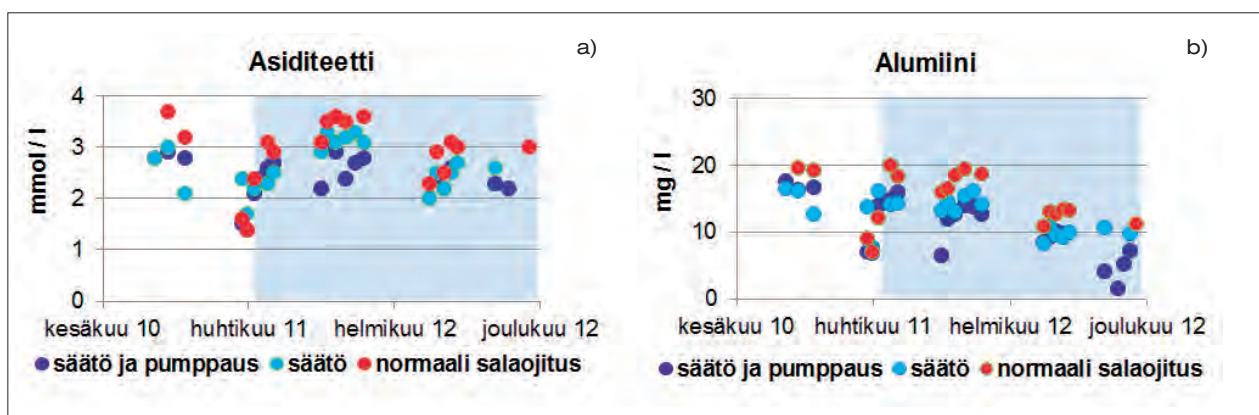 a)
Asiditeetti
mmol / l
4
3
2
1
0
kesäkuu 10 huhtikuu 11 helmikuu 12 joulukuu 12
säätö ja pumppaus säätö normaali salaojitus
b)
Alumiini
mg / l
30
20
10
0
kesäkuu 10 huhtikuu 11 helmikuu 12 joulukuu 12
säätö ja pumppaus säätö normaali salaojitus